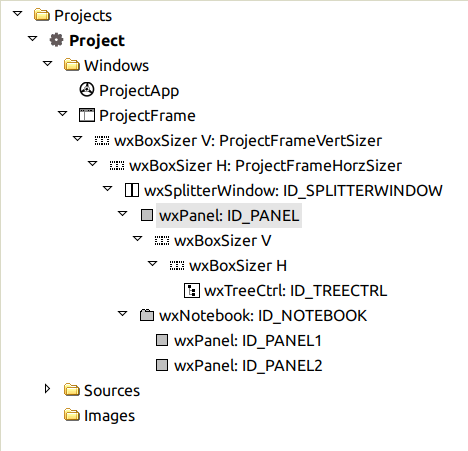 Projects
Project
Windows
ProjectApp
ProjectFrame
wxBoxSizer V: ProjectFrameVertSizer
wxBoxSizer H: ProjectFrameHorzSizer
wxSplitterWindow: ID_SPLITTERWINDOW
wxPanel: ID_PANEL
wxBoxSizer V
wxBoxSizer H
wxTreeCtrl: ID_TREECTRL
wxNotebook: ID_NOTEBOOK
wxPanel: ID_PANEL1
wxPanel: ID_PANEL2
Sources
Images